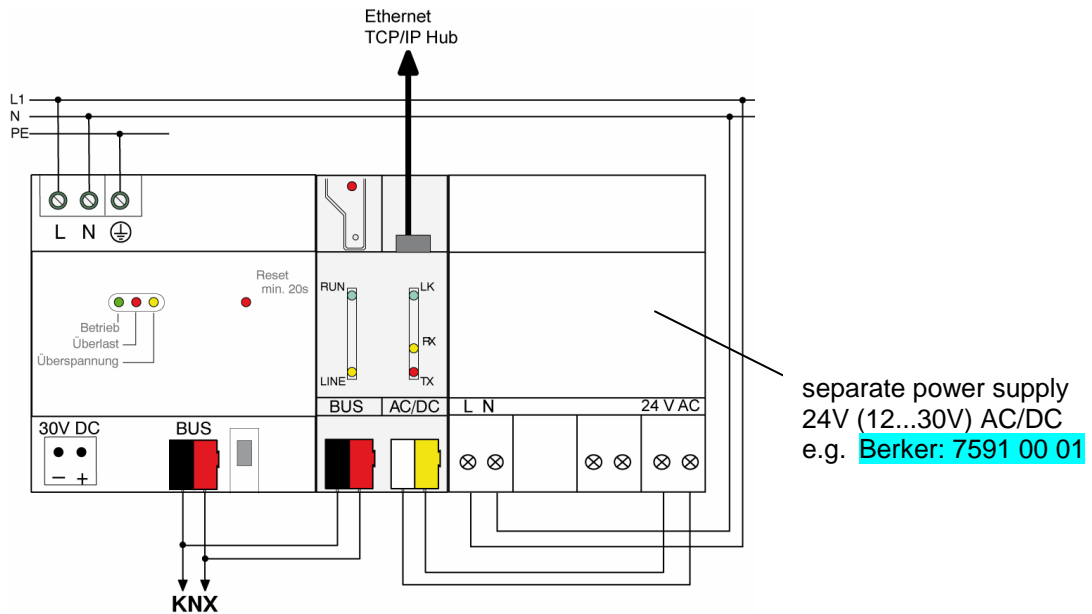 Ethernet
TCP/IP Hub
L1
N
PE
L N
Reset
min. 20s
Betrieb
Überlast
Überspannung
RUN
LK
RX
LINE
TX
BUS
AC/DC
L N
24 V AC
30V DC
BUS
– +
KNX
separate power supply
24V (12...30V) AC/DC
e.g. Berker: 7591 00 01